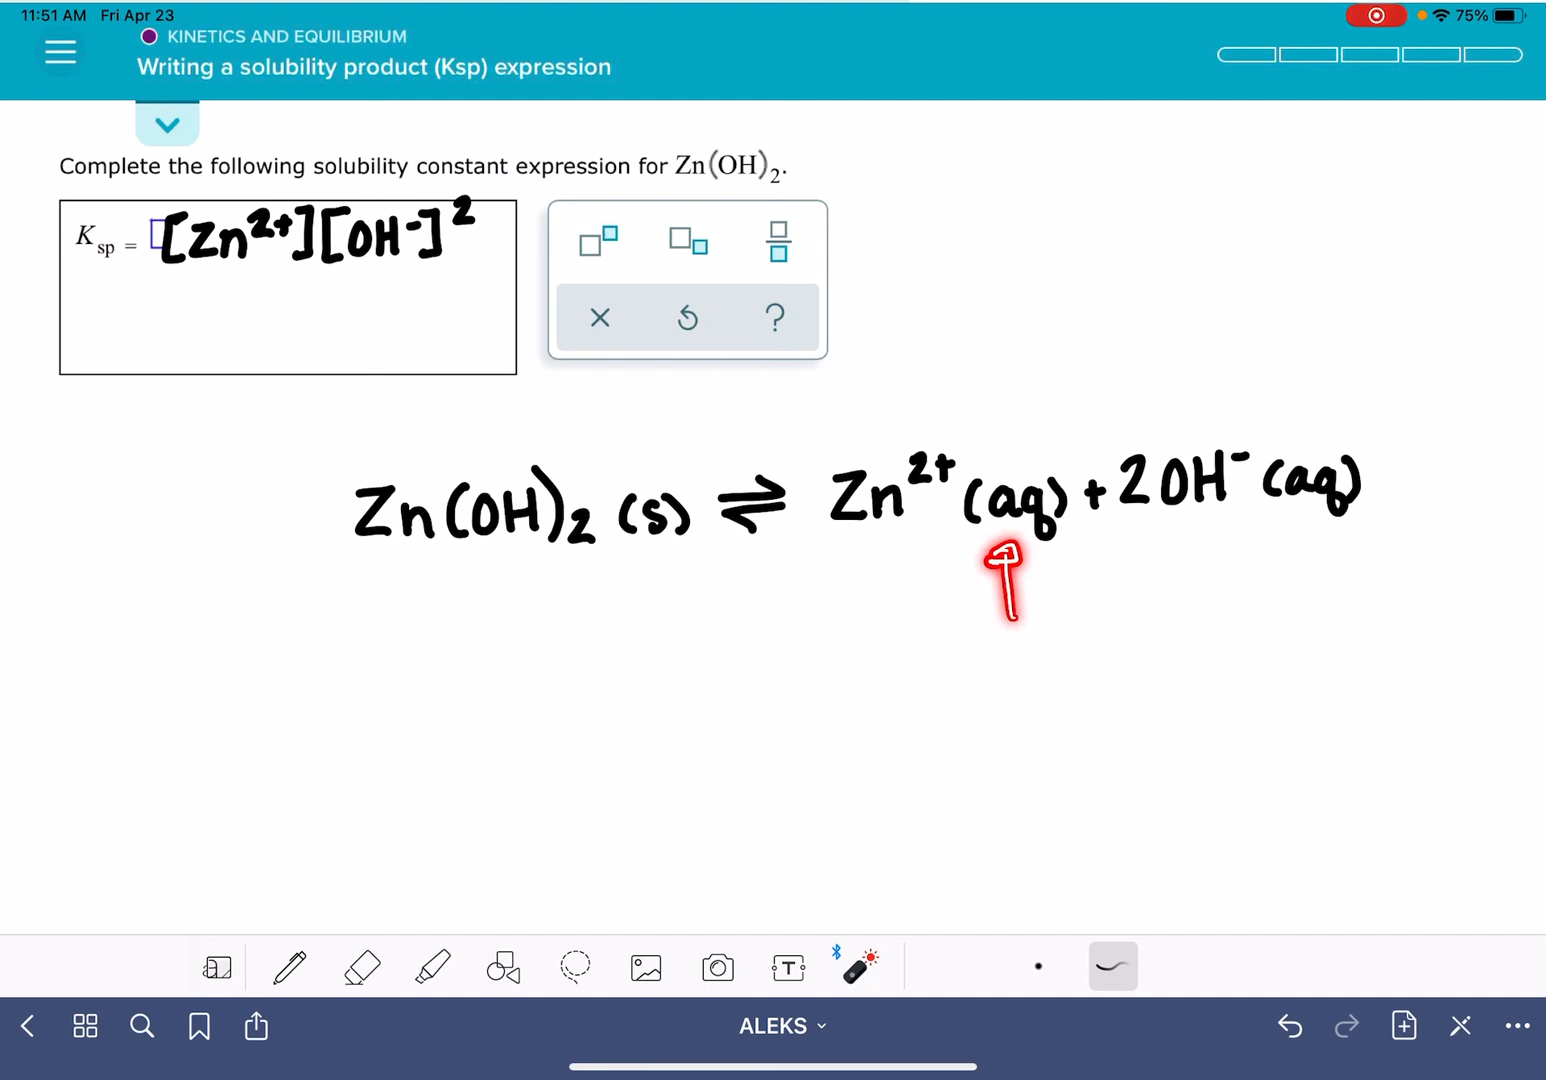 11:51 AM Fri Apr 23
75%
KINETICS AND EQUILIBRIUM
Writing a solubility product (Ksp) expression
Complete the following solubility constant expression for Zn(OH)₂.
Kₛₚ = [Zn²⁺][OH⁻]²
?
Zn(OH)₂ (s) ⇌ Zn²⁺ (aq) + 2OH⁻ (aq)
a
T
ALEKS